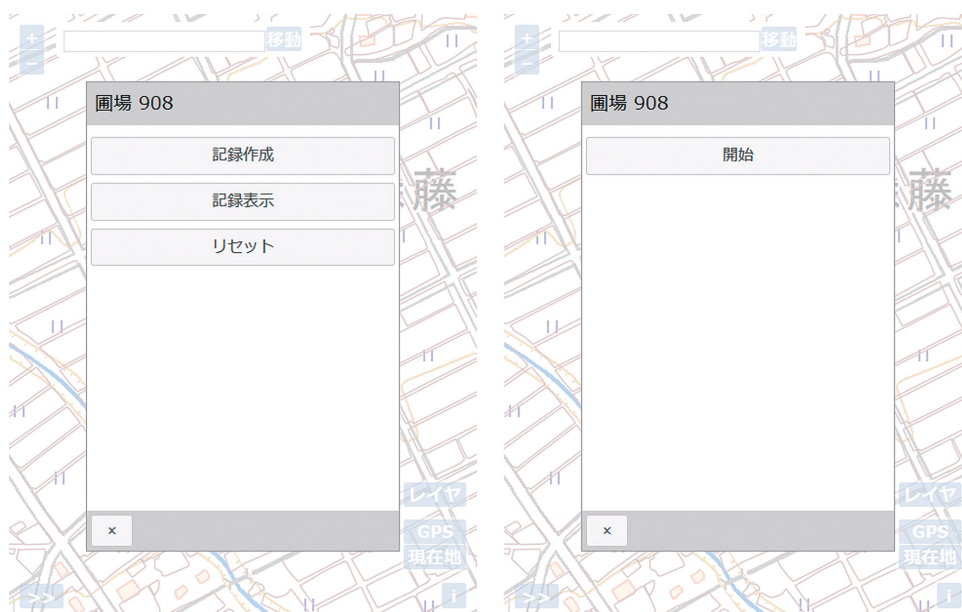 +
移動
−
圃場 908
記録作成
記録表示
リセット
藤
レイヤ
×
GPS
現在地
>>
i
+
移動
−
圃場 908
開始
藤
レイヤ
×
GPS
現在地
>>
i